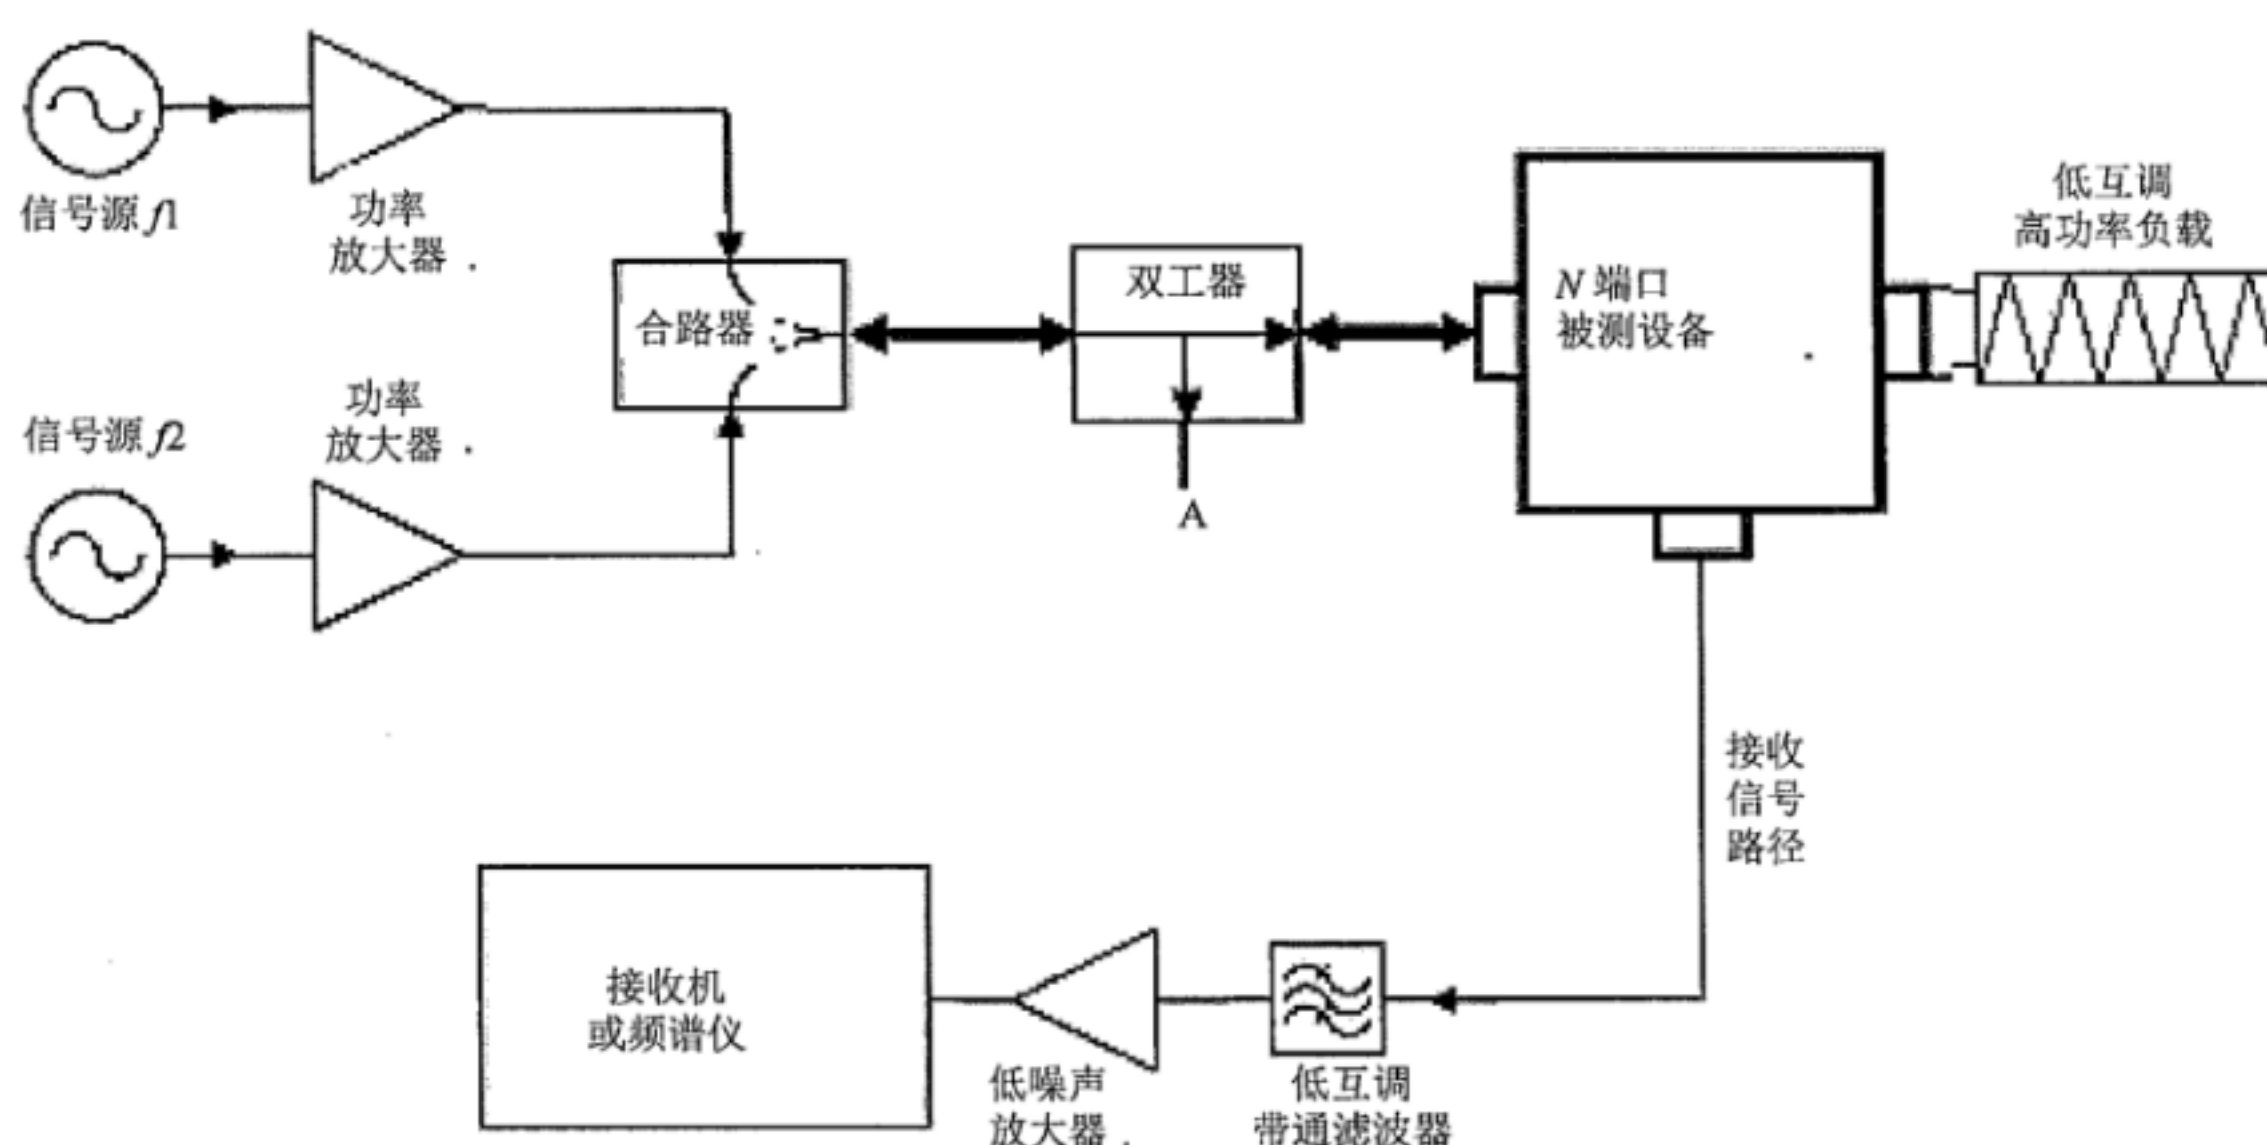 信号源 f1
功率
放大器
合路器
信号源 f2
功率
放大器
双工器
A
N 端口
被测设备
低互调
高功率负载
接收
信号
路径
接收机
或频谱仪
低噪声
放大器
低互调
带通滤波器